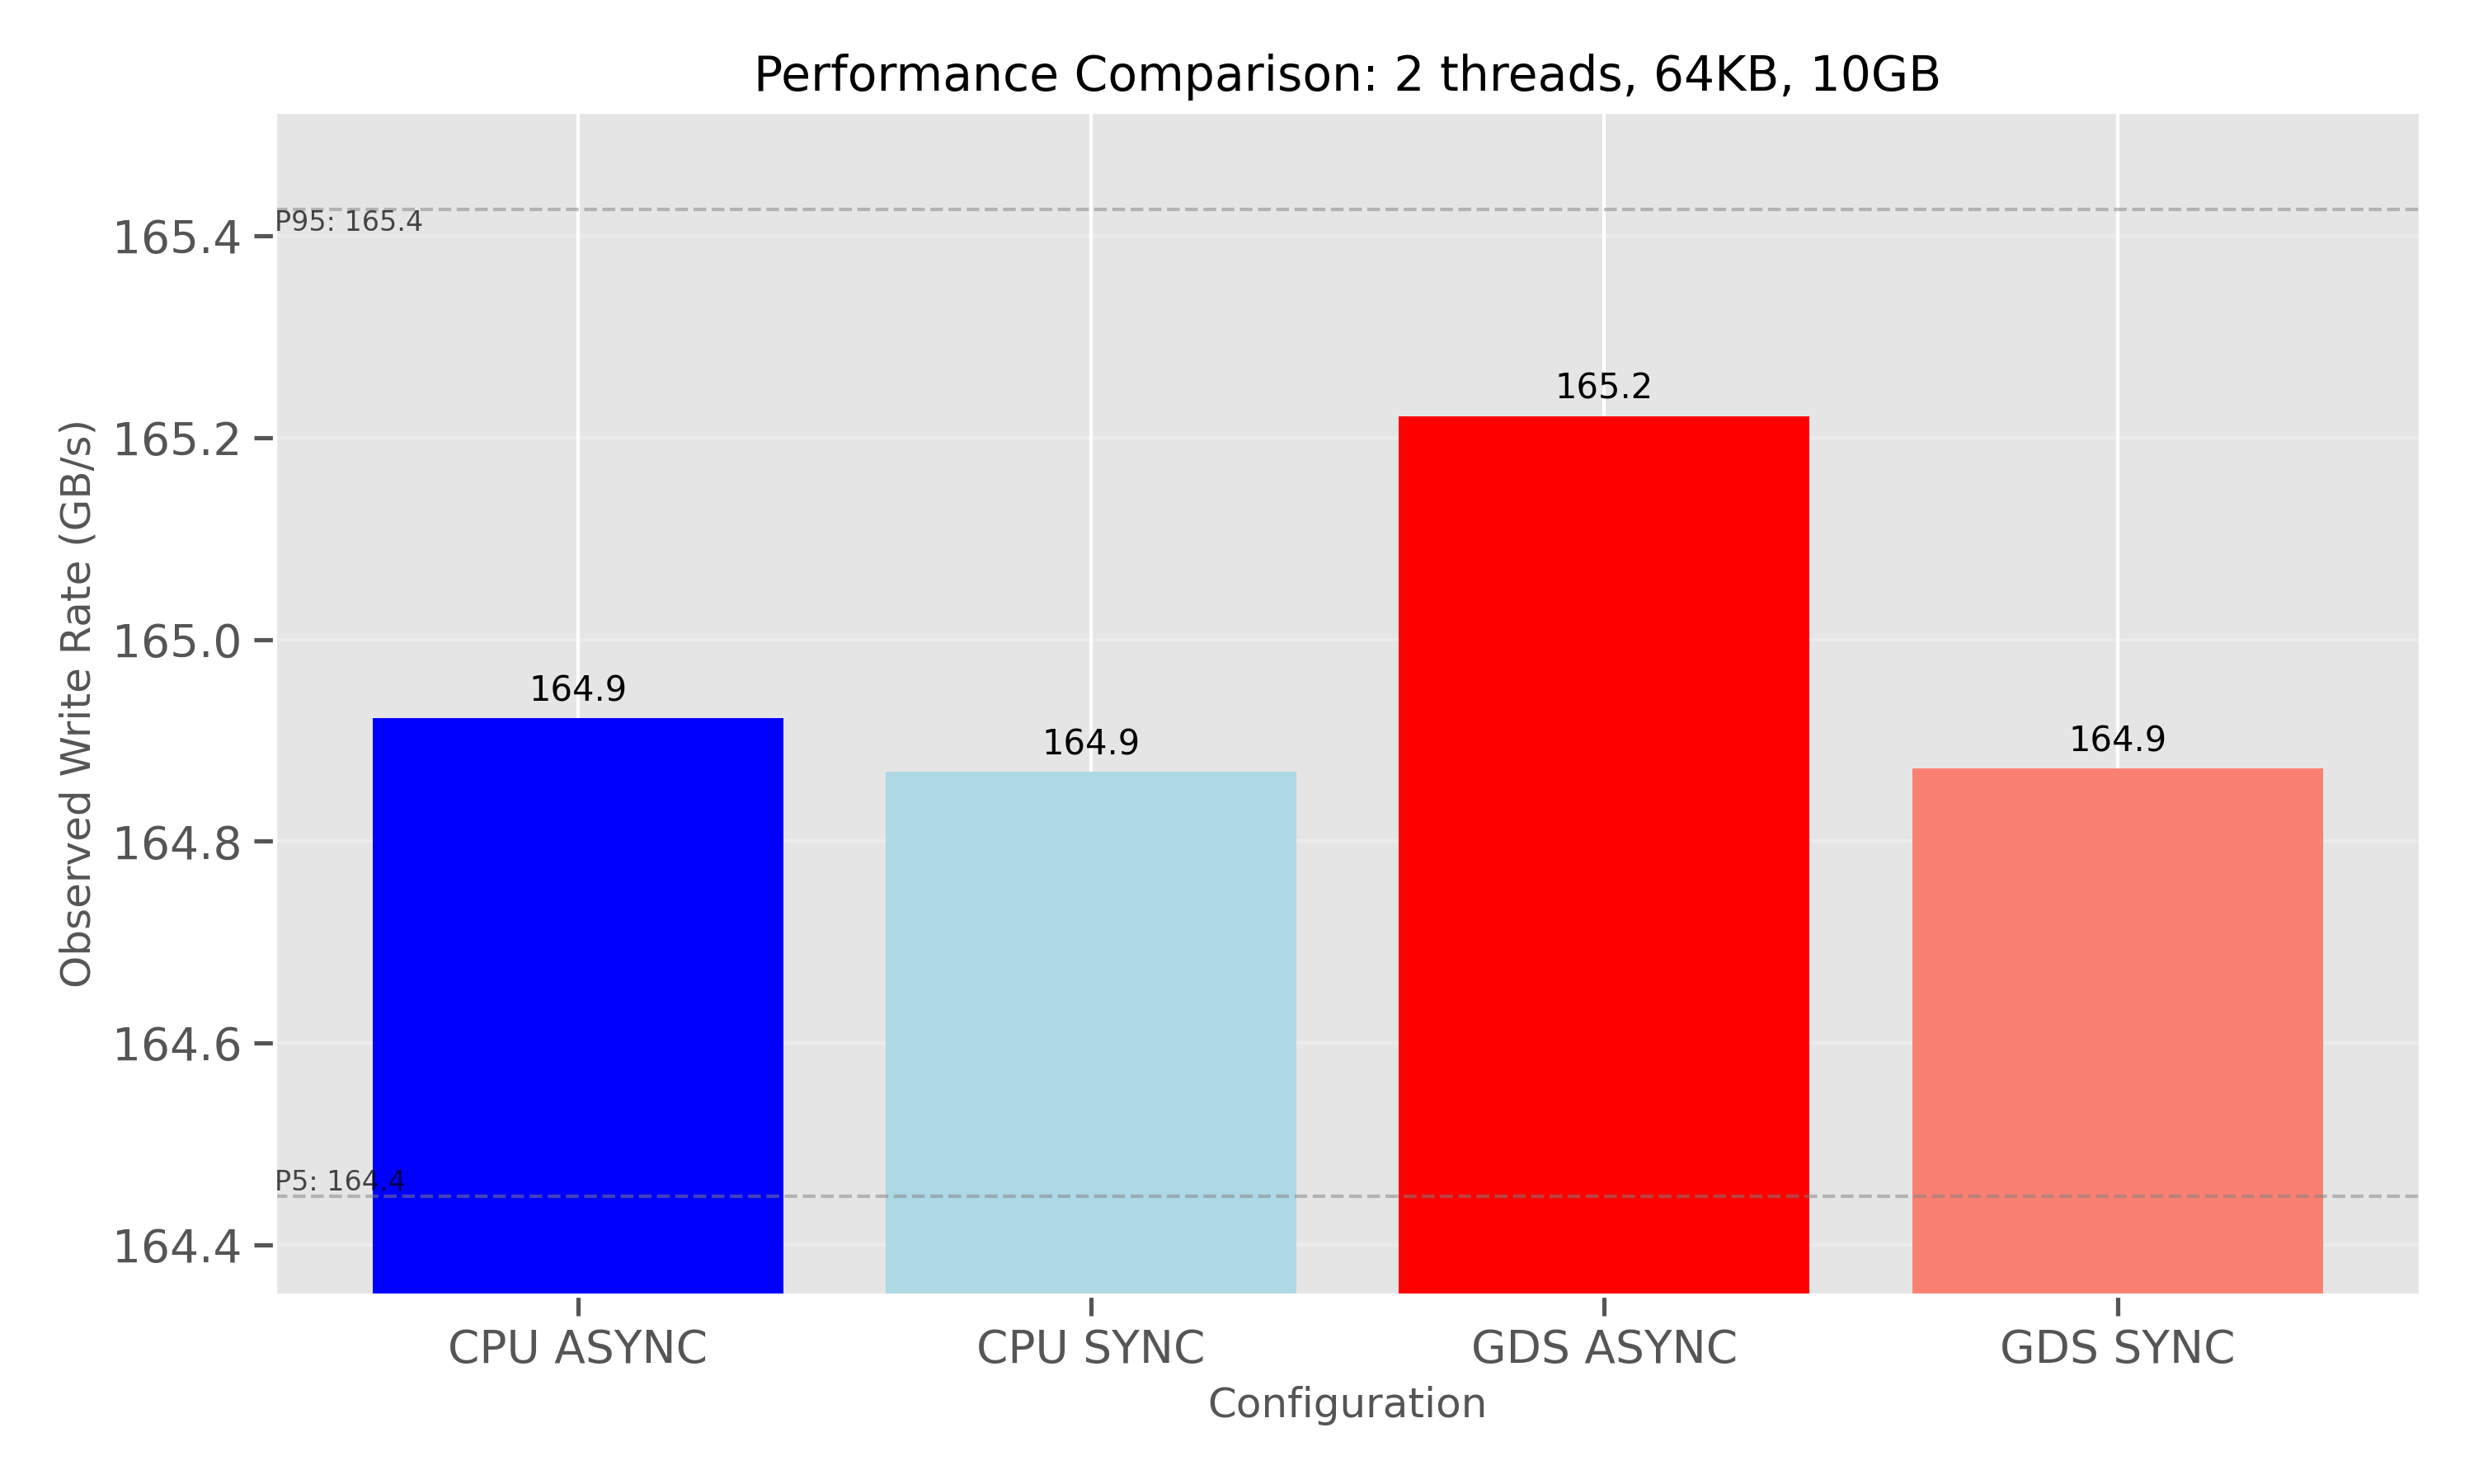 Performance Comparison: 2 threads, 64KB, 10GB
Observed Write Rate (GB/s)
165.4
165.2
165.0
164.8
164.6
164.4
P95: 165.4
P5: 164.4
164.9
164.9
165.2
164.9
CPU ASYNC
CPU SYNC
GDS ASYNC
GDS SYNC
Configuration